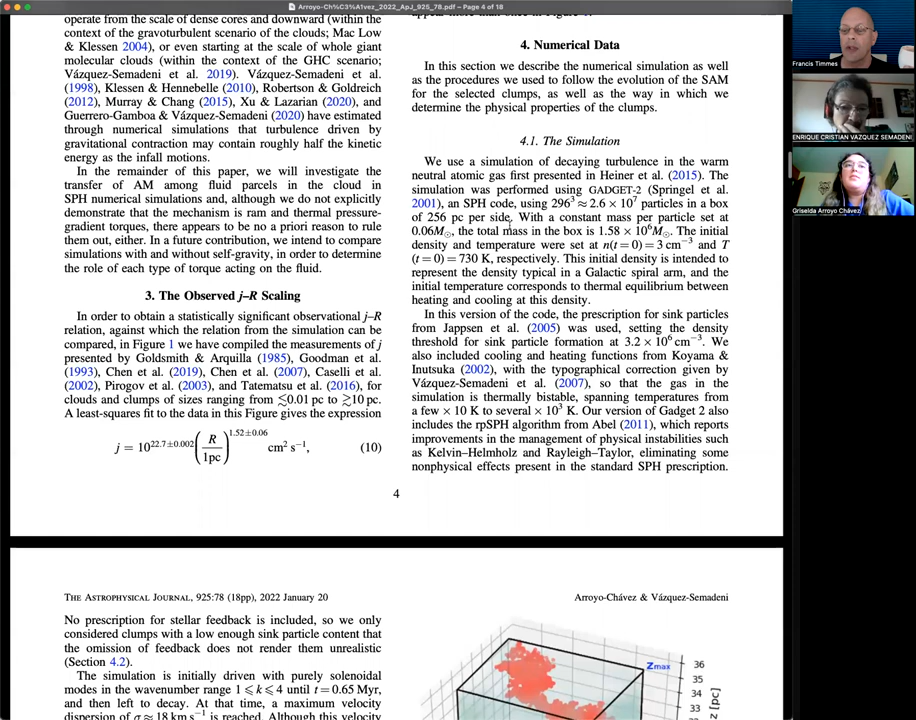 Arroyo-Ch%C3%A1vez_2022_ApJ_925_78.pdf – Page 4 of 18
operate from the scale of dense cores and downward (within the
context of the gravoturbulent scenario of the clouds; Mac Low
& Klessen 2004), or even starting at the scale of whole giant
molecular clouds (within the context of the GHC scenario;
Vázquez-Semadeni et al. 2019). Vázquez-Semadeni et al.
(1998), Klessen & Hennebelle (2010), Robertson & Goldreich
(2012), Murray & Chang (2015), Xu & Lazarian (2020), and
Guerrero-Gamboa & Vázquez-Semadeni (2020) have estimated
through numerical simulations that turbulence driven by
gravitational contraction may contain roughly half the kinetic
energy as the infall motions.
In the remainder of this paper, we will investigate the
transfer of AM among fluid parcels in the cloud in
SPH numerical simulations and, although we do not explicitly
demonstrate that the mechanism is ram and thermal pressure-
gradient torques, there appears to be no a priori reason to rule
them out, either. In a future contribution, we intend to compare
simulations with and without self-gravity, in order to determine
the role of each type of torque acting on the fluid.
3. The Observed j–R Scaling
In order to obtain a statistically significant observational j–R
relation, against which the relation from the simulation can be
compared, in Figure 1 we have compiled the measurements of j
presented by Goldsmith & Arquilla (1985), Goodman et al.
(1993), Chen et al. (2019), Chen et al. (2007), Caselli et al.
(2002), Pirogov et al. (2003), and Tatematsu et al. (2016), for
clouds and clumps of sizes ranging from ≲0.01 pc to ≳10 pc.
A least-squares fit to the data in this Figure gives the expression
j = 10^{22.7±0.002} (R/1pc)^{1.52±0.06} cm² s⁻¹, (10)
4. Numerical Data
In this section we describe the numerical simulation as well
as the procedures we used to follow the evolution of the SAM
for the selected clumps, as well as the way in which we
determine the physical properties of the clumps.
4.1. The Simulation
We use a simulation of decaying turbulence in the warm
neutral atomic gas first presented in Heiner et al. (2015). The
simulation was performed using GADGET-2 (Springel et al.
2001), an SPH code, using 296³ ≈ 2.6 × 10⁷ particles in a box
of 256 pc per side. With a constant mass per particle set at
0.06M⊙, the total mass in the box is 1.58 × 10⁶M⊙. The initial
density and temperature were set at n(t = 0) = 3 cm⁻³ and T
(t = 0) = 730 K, respectively. This initial density is intended to
represent the density typical in a Galactic spiral arm, and the
initial temperature corresponds to thermal equilibrium between
heating and cooling at this density.
In this version of the code, the prescription for sink particles
from Jappsen et al. (2005) was used, setting the density
threshold for sink particle formation at 3.2 × 10⁶ cm⁻³. We
also included cooling and heating functions from Koyama &
Inutsuka (2002), with the typographical correction given by
Vázquez-Semadeni et al. (2007), so that the gas in the
simulation is thermally bistable, spanning temperatures from
a few × 10 K to several × 10³ K. Our version of Gadget 2 also
includes the rpSPH algorithm from Abel (2011), which reports
improvements in the management of physical instabilities such
as Kelvin–Helmholz and Rayleigh–Taylor, eliminating some
nonphysical effects present in the standard SPH prescription.
4
THE ASTROPHYSICAL JOURNAL, 925:78 (18pp), 2022 January 20
Arroyo-Chávez & Vázquez-Semadeni
No prescription for stellar feedback is included, so we only
considered clumps with a low enough sink particle content that
the omission of feedback does not render them unrealistic
(Section 4.2).
The simulation is initially driven with purely solenoidal
modes in the wavenumber range 1 ⩽ k ⩽ 4 until t = 0.65 Myr,
and then left to decay. At that time, a maximum velocity
dispersion of σ ≈ 18 km s⁻¹ is reached. Although this velocity
Zmax
36
35
34
33
z [pc]
Francis Timmes
ENRIQUE CRISTIAN VAZQUEZ SEMADENI
Griselda Arroyo Chávez